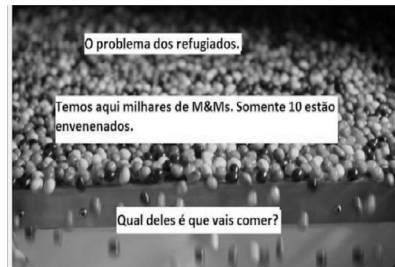 O problema dos refugiados.
Temos aqui milhares de M&Ms. Somente 10 estão
envenenados.
Qual deles é que vais comer?